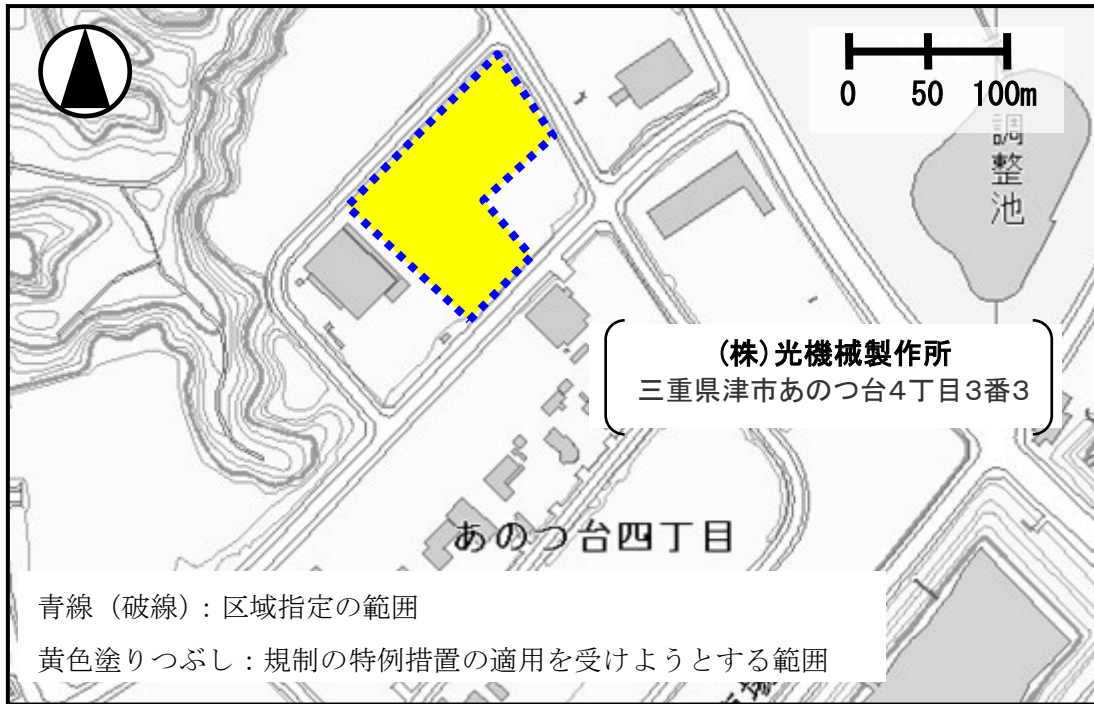 0 50 100m
調整池
(株)光機械製作所
三重県津市あのつ台4丁目3番3
あのつ台四丁目
青線（破線）：区域指定の範囲
黄色塗りつぶし：規制の特例措置の適用を受けようとする範囲